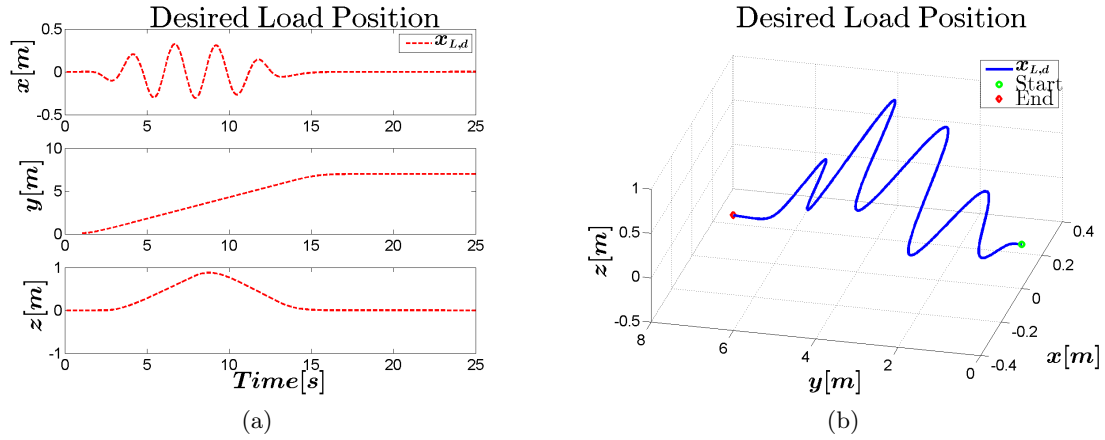 Desired Load Position
x[m]
0.5
0
-0.5
x_{L,d}
0 5 10 15 20 25
y[m]
10
5
0
0 5 10 15 20 25
z[m]
1
0
-1
0 5 10 15 20 25
Time[s]
(a)
Desired Load Position
x_{L,d}
Start
End
z[m]
1
0.5
0
-0.5
8 6 4 2 0
y[m]
0.4
0.2
0
-0.2
-0.4
x[m]
(b)